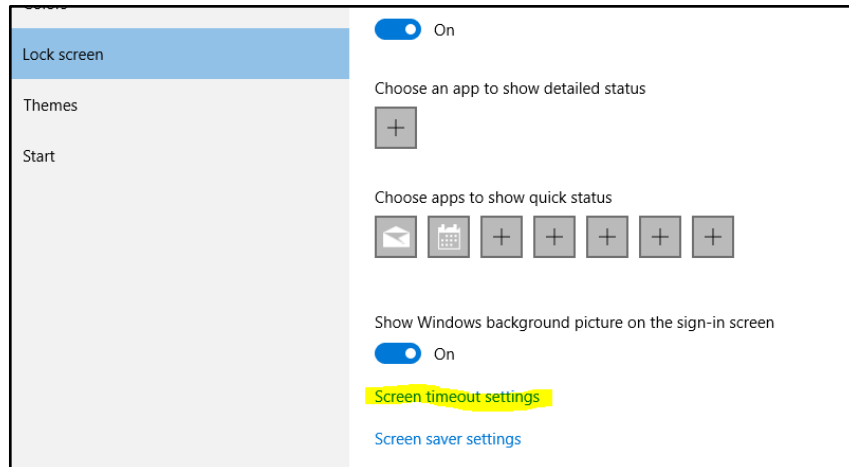 Lock screen
Themes
Start
On
Choose an app to show detailed status
Choose apps to show quick status
Show Windows background picture on the sign-in screen
On
Screen timeout settings
Screen saver settings